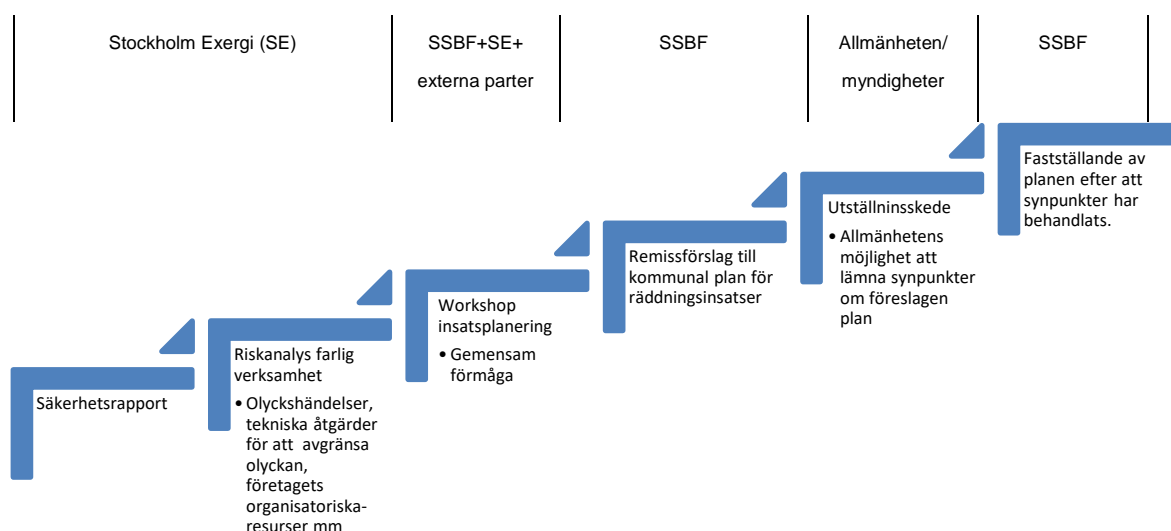 Stockholm Exergi (SE)
SSBF+SE+
externa parter
SSBF
Allmänheten/
myndigheter
SSBF
Säkerhetsrapport
Riskanalys farlig
verksamhet
• Olyckshändelser,
tekniska åtgärder
för att avgränsa
olyckan,
företagets
organisatoriska-
resurser mm
Workshop
insatsplanering
• Gemensam
förmåga
Remissförslag till
kommunal plan för
räddningsinsatser
Utställninsskede
• Allmänhetens
möjlighet att
lämna synpunkter
om föreslagen
plan
Fastställande av
planen efter att
synpunkter har
behandlats.